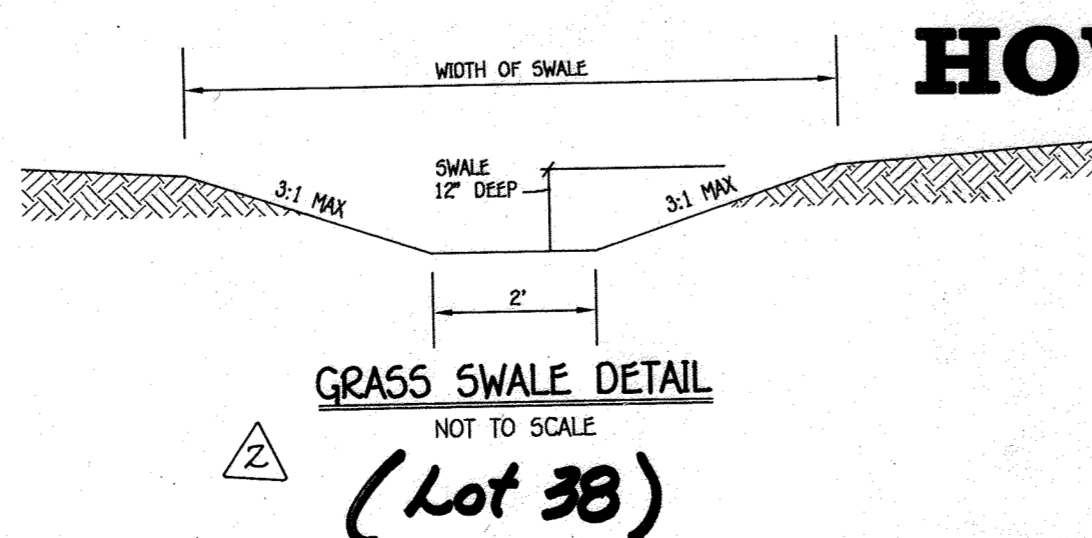 HO
WIDTH OF SWALE
SWALE
12" DEEP
3:1 MAX
3:1 MAX
2'
GRASS SWALE DETAIL
NOT TO SCALE
2
(Lot 38)